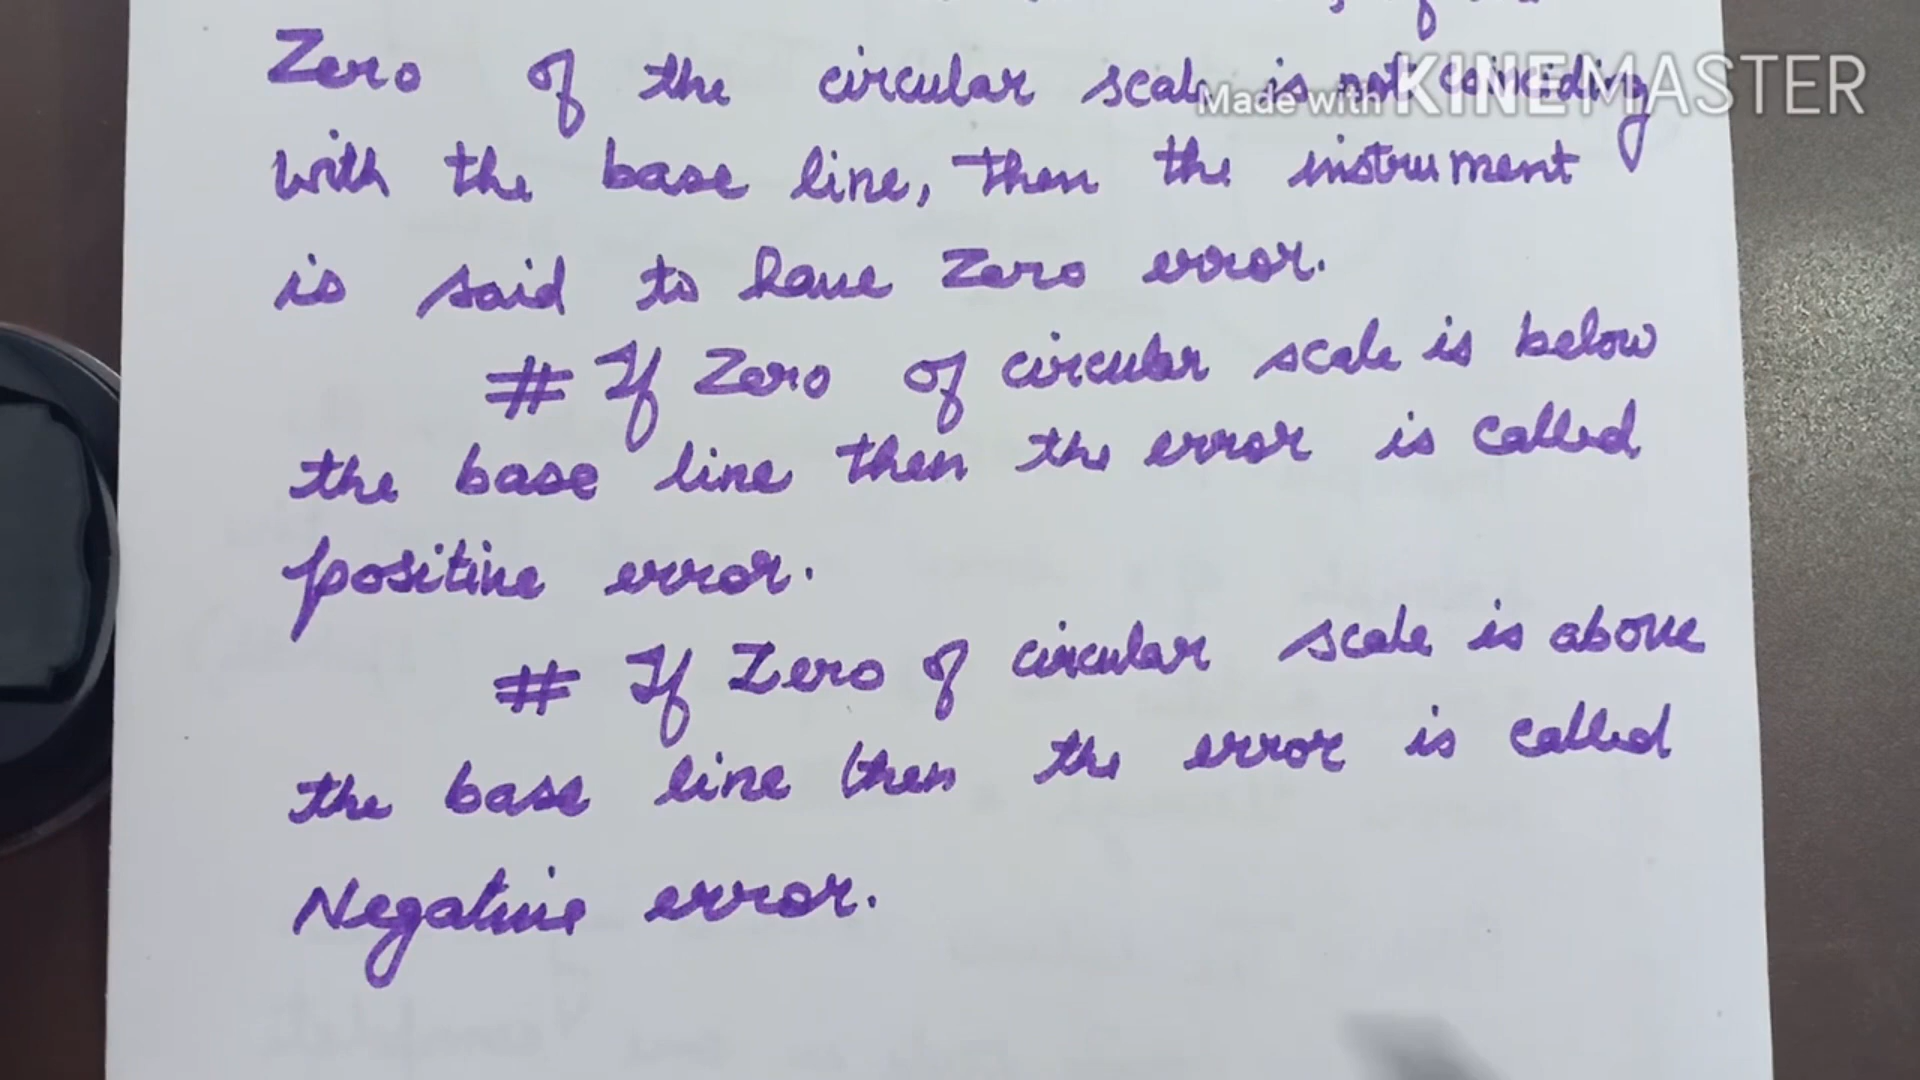 Zero of the circular scale is not coinciding
Made with KINEMASTER
with the base line, then the instrument
is said to have Zero error.
# If Zero of circular scale is below
the base line then the error is called
positive error.
# If Zero of circular scale is above
the base line then the error is called
Negative error.